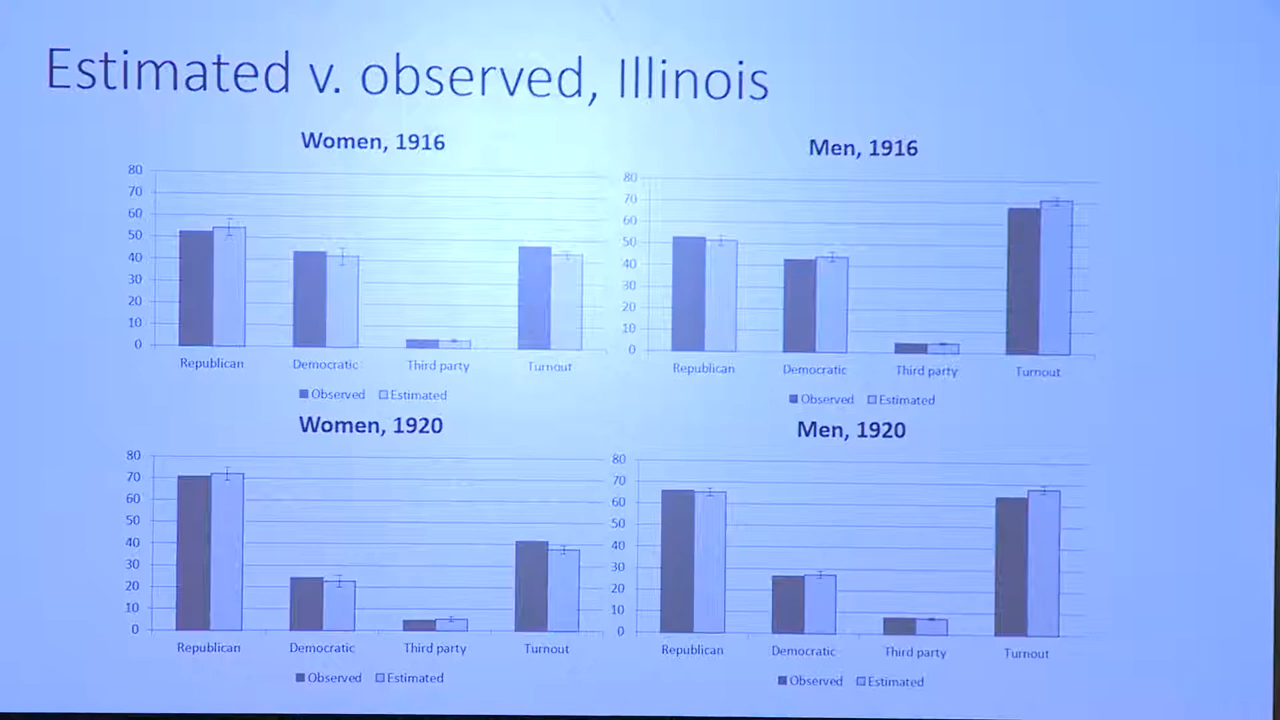 Estimated v. observed, Illinois
Women, 1916
80
70
60
50
40
30
20
10
0
Republican Democratic Third party Turnout
Observed Estimated
Men, 1916
80
70
60
50
40
30
20
10
0
Republican Democratic Third party Turnout
Observed Estimated
Women, 1920
80
70
60
50
40
30
20
10
0
Republican Democratic Third party Turnout
Observed Estimated
Men, 1920
80
70
60
50
40
30
20
10
0
Republican Democratic Third party Turnout
Observed Estimated